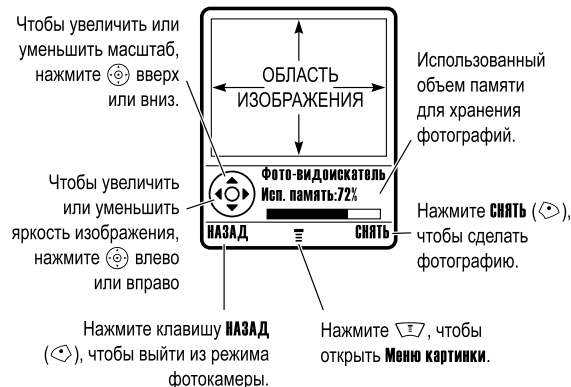 Чтобы увеличить или
уменьшить масштаб,
нажмите вверх
или вниз.
ОБЛАСТЬ
ИЗОБРАЖЕНИЯ
Использованный
объем памяти
для хранения
фотографий.
Фото-видоискатель
Исп. память:72%
НАЗАД
СНЯТЬ
Чтобы увеличить
или уменьшить
яркость изображения,
нажмите влево
или вправо
Нажмите СНЯТЬ ( ),
чтобы сделать
фотографию.
Нажмите клавишу НАЗАД
( ), чтобы выйти из режима
фотокамеры.
Нажмите , чтобы
открыть Меню картинки.